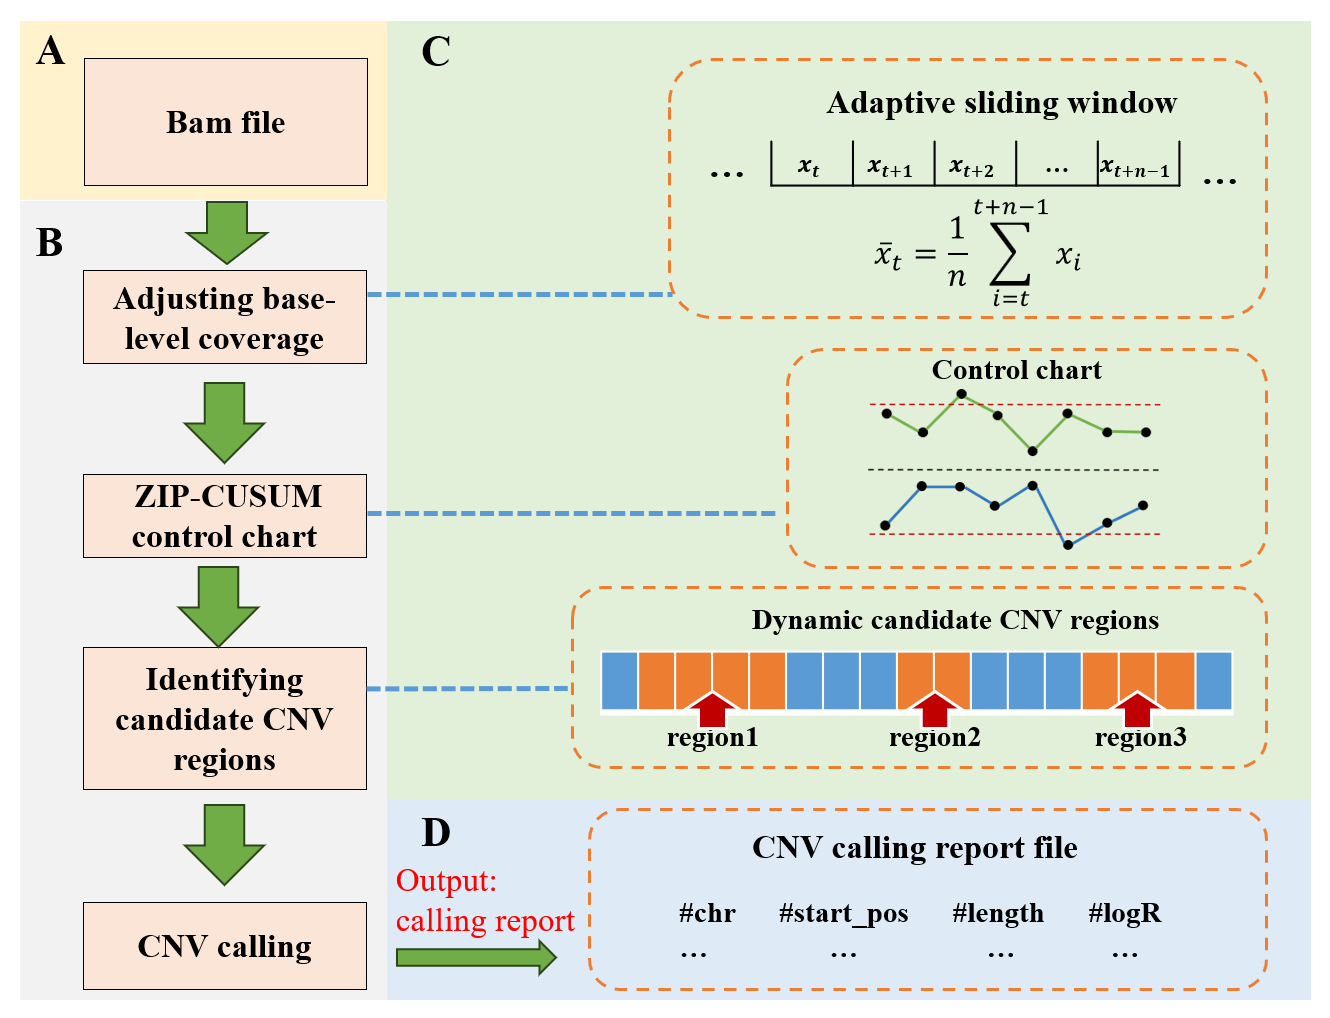 A
Bam file
B
Adjusting base-
level coverage
ZIP-CUSUM
control chart
Identifying
candidate CNV
regions
CNV calling
C
Adaptive sliding window
... x_t x_{t+1} x_{t+2} ... x_{t+n−1} ...
x̄_t = \frac{1}{n} \sum_{i=t}^{t+n−1} x_i
Control chart
Dynamic candidate CNV regions
region1 region2 region3
D
Output:
calling report
CNV calling report file
#chr #start_pos #length #logR
... ... ... ...